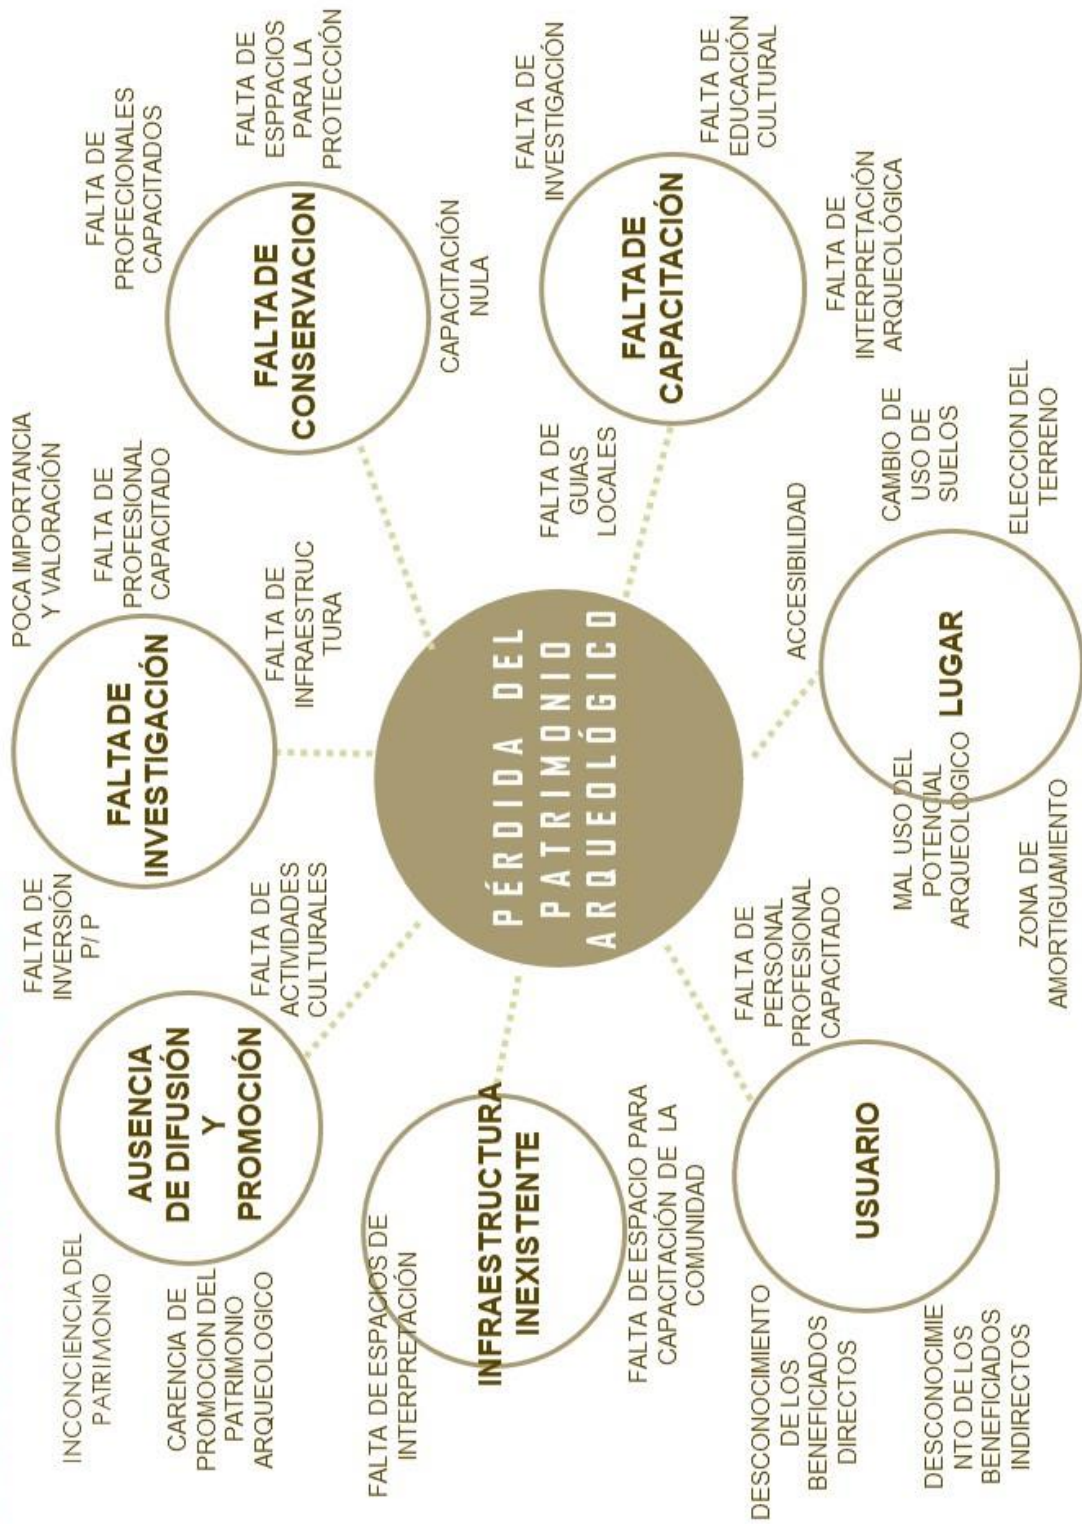 PÉRDIDA DEL
PATRIMONIO
ARQUEOLÓGICO
INCONCIENCIA DEL
PATRIMONIO
CARENCIA DE
PROMOCION DEL
PATRIMONIO
ARQUEOLOGICO
AUSENCIA
DE DIFUSIÓN
Y
PROMOCIÓN
FALTA DE
ACTIVIDADES
CULTURALES
FALTA DE
INVERSIÓN
P/ P
FALTA DE
INVESTIGACIÓN
POCA IMPORTANCIA
Y VALORACIÓN
FALTA DE
PROFESIONAL
CAPACITADO
FALTA DE
INFRAESTRUC
TURA
FALTA DE
PROFECIONALES
CAPACITADOS
FALTA DE
CONSERVACION
FALTA DE
ESPPACIOS
PARA LA
PROTECCIÓN
CAPACITACIÓN
NULA
FALTA DE
INVESTIGACIÓN
FALTA DE
CAPACITACIÓN
FALTA DE
EDUCACIÓN
CULTURAL
FALTA DE
GUIAS
LOCALES
FALTA DE
INTERPRETACIÓN
ARQUEOLÓGICA
ACCESIBILIDAD
CAMBIO DE
USO DE
SUELOS
LUGAR
ELECCION DEL
TERRENO
MAL USO DEL
POTENCIAL
ARQUEOLOGICO
ZONA DE
AMORTIGUAMIENTO
FALTA DE
PERSONAL
PROFESIONAL
CAPACITADO
USUARIO
DESCONOCIMIENTO
DE LOS
BENEFICIADOS
DIRECTOS
DESCONOCIMIE
NTO DE LOS
BENEFICIADOS
INDIRECTOS
FALTA DE ESPACIOS DE
INTERPRETACIÓN
INFRAESTRUCTURA
INEXISTENTE
FALTA DE ESPACIO PARA
CAPACITACIÓN DE LA
COMUNIDAD